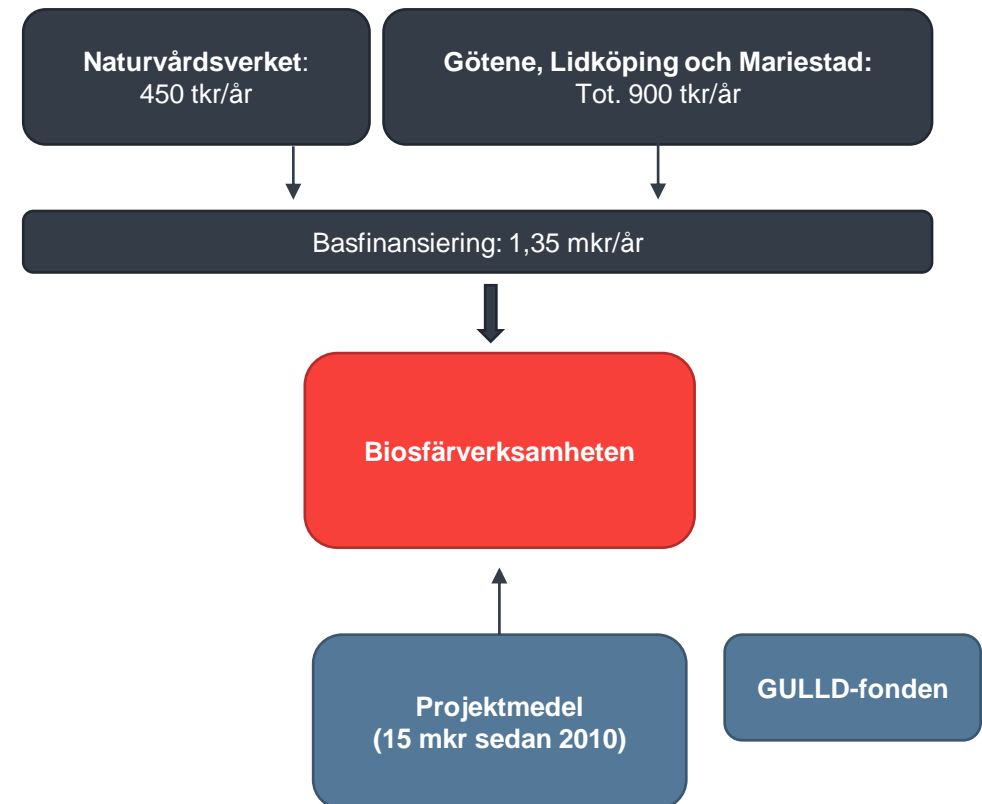 Naturvårdsverket:
450 tkr/år
Götene, Lidköping och Mariestad:
Tot. 900 tkr/år
Basfinansiering: 1,35 mkr/år
Biosfärverksamheten
Projektmedel
(15 mkr sedan 2010)
GULLD-fonden